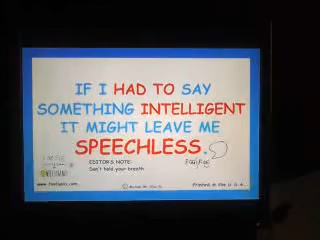 IF I HAD TO SAY
SOMETHING INTELLIGENT
IT MIGHT LEAVE ME
SPEECHLESS.
EDITOR'S NOTE:
Don't hold your breath
Printed in the U.S.A.